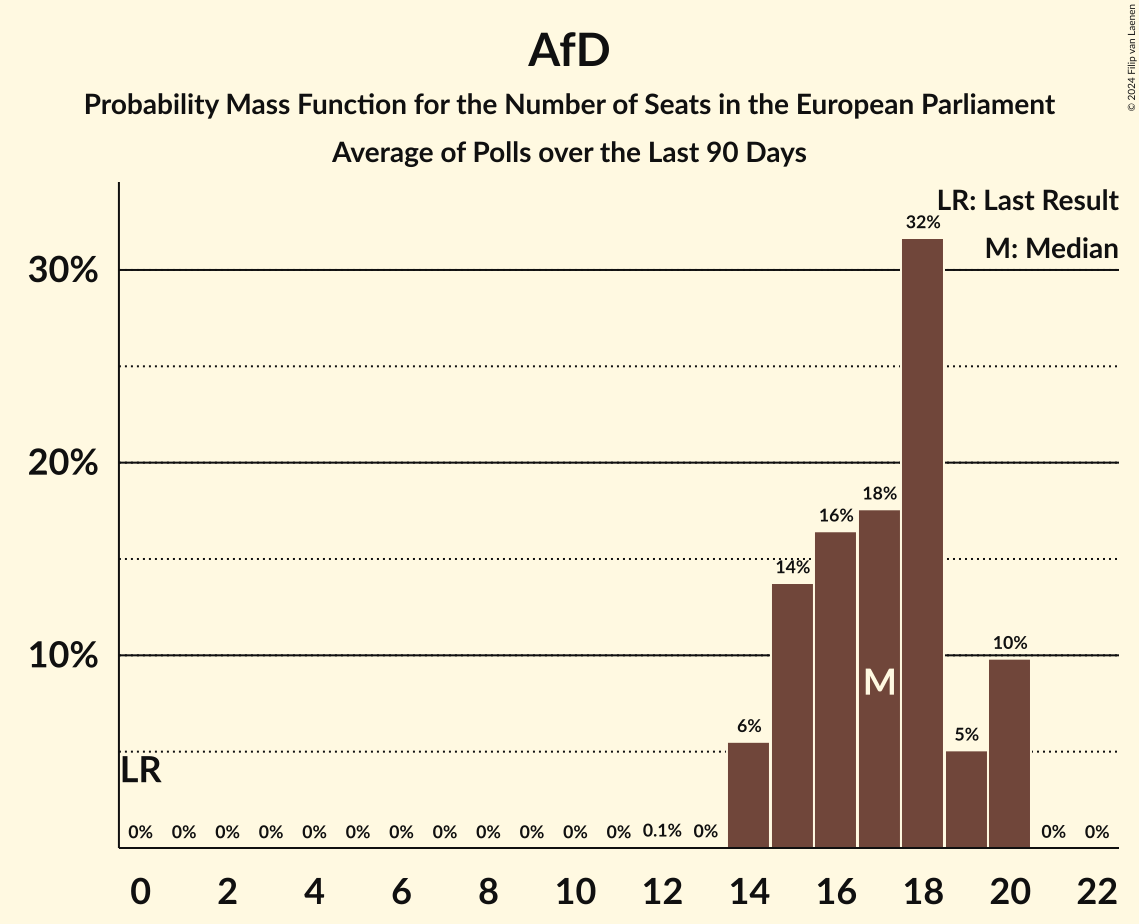 AfD
Probability Mass Function for the Number of Seats in the European Parliament
Average of Polls over the Last 90 Days
© 2024 Filip van Laenen
LR: Last Result
M: Median
30%
20%
10%
32%
18%
16%
14%
10%
6%
5%
M
LR
0% 0% 0% 0% 0% 0% 0% 0% 0% 0% 0% 0% 0.1% 0% 0% 0%
0 2 4 6 8 10 12 14 16 18 20 22